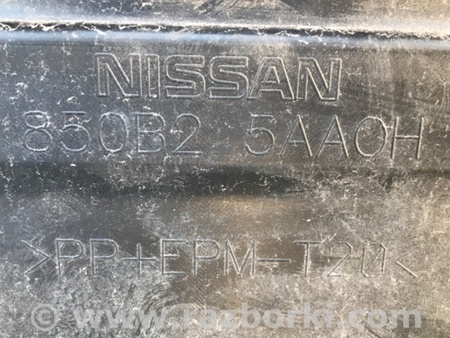 NISSAN
850B2 5AA0H
>PP+EPM-T20<
© www.razborki.com